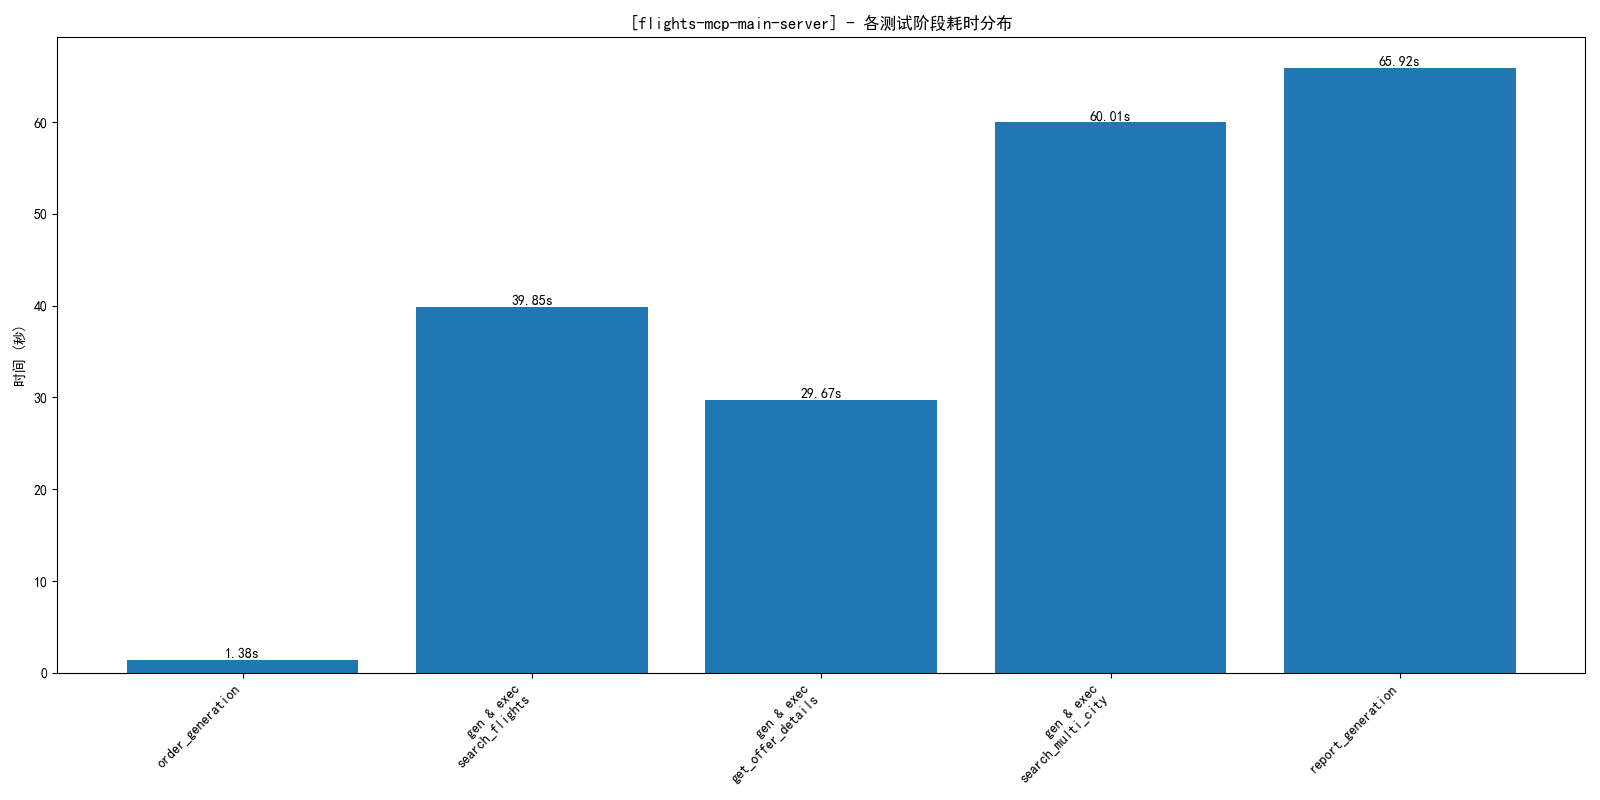 [flights-mcp-main-server] - 各测试阶段耗时分布
时间 (秒)
60
50
40
30
20
10
0
1.38s
39.85s
29.67s
60.01s
65.92s
order_generation
gen & exec
search_flights
gen & exec
get_offer_details
gen & exec
search_multi_city
report_generation